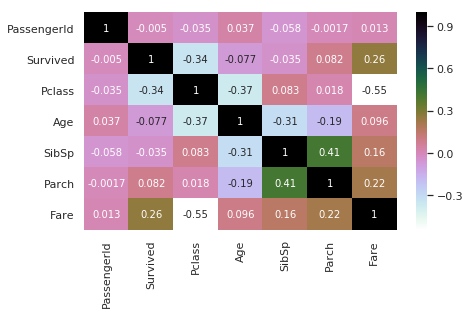 PassengerId 1 -0.005 -0.035 0.037 -0.058 -0.0017 0.013
Survived -0.005 1 -0.34 -0.077 -0.035 0.082 0.26
Pclass -0.035 -0.34 1 -0.37 0.083 0.018 -0.55
Age 0.037 -0.077 -0.37 1 -0.31 -0.19 0.096
SibSp -0.058 -0.035 0.083 -0.31 1 0.41 0.16
Parch -0.0017 0.082 0.018 -0.19 0.41 1 0.22
Fare 0.013 0.26 -0.55 0.096 0.16 0.22 1
PassengerId
Survived
Pclass
Age
SibSp
Parch
Fare
0.9
0.6
0.3
0.0
−0.3